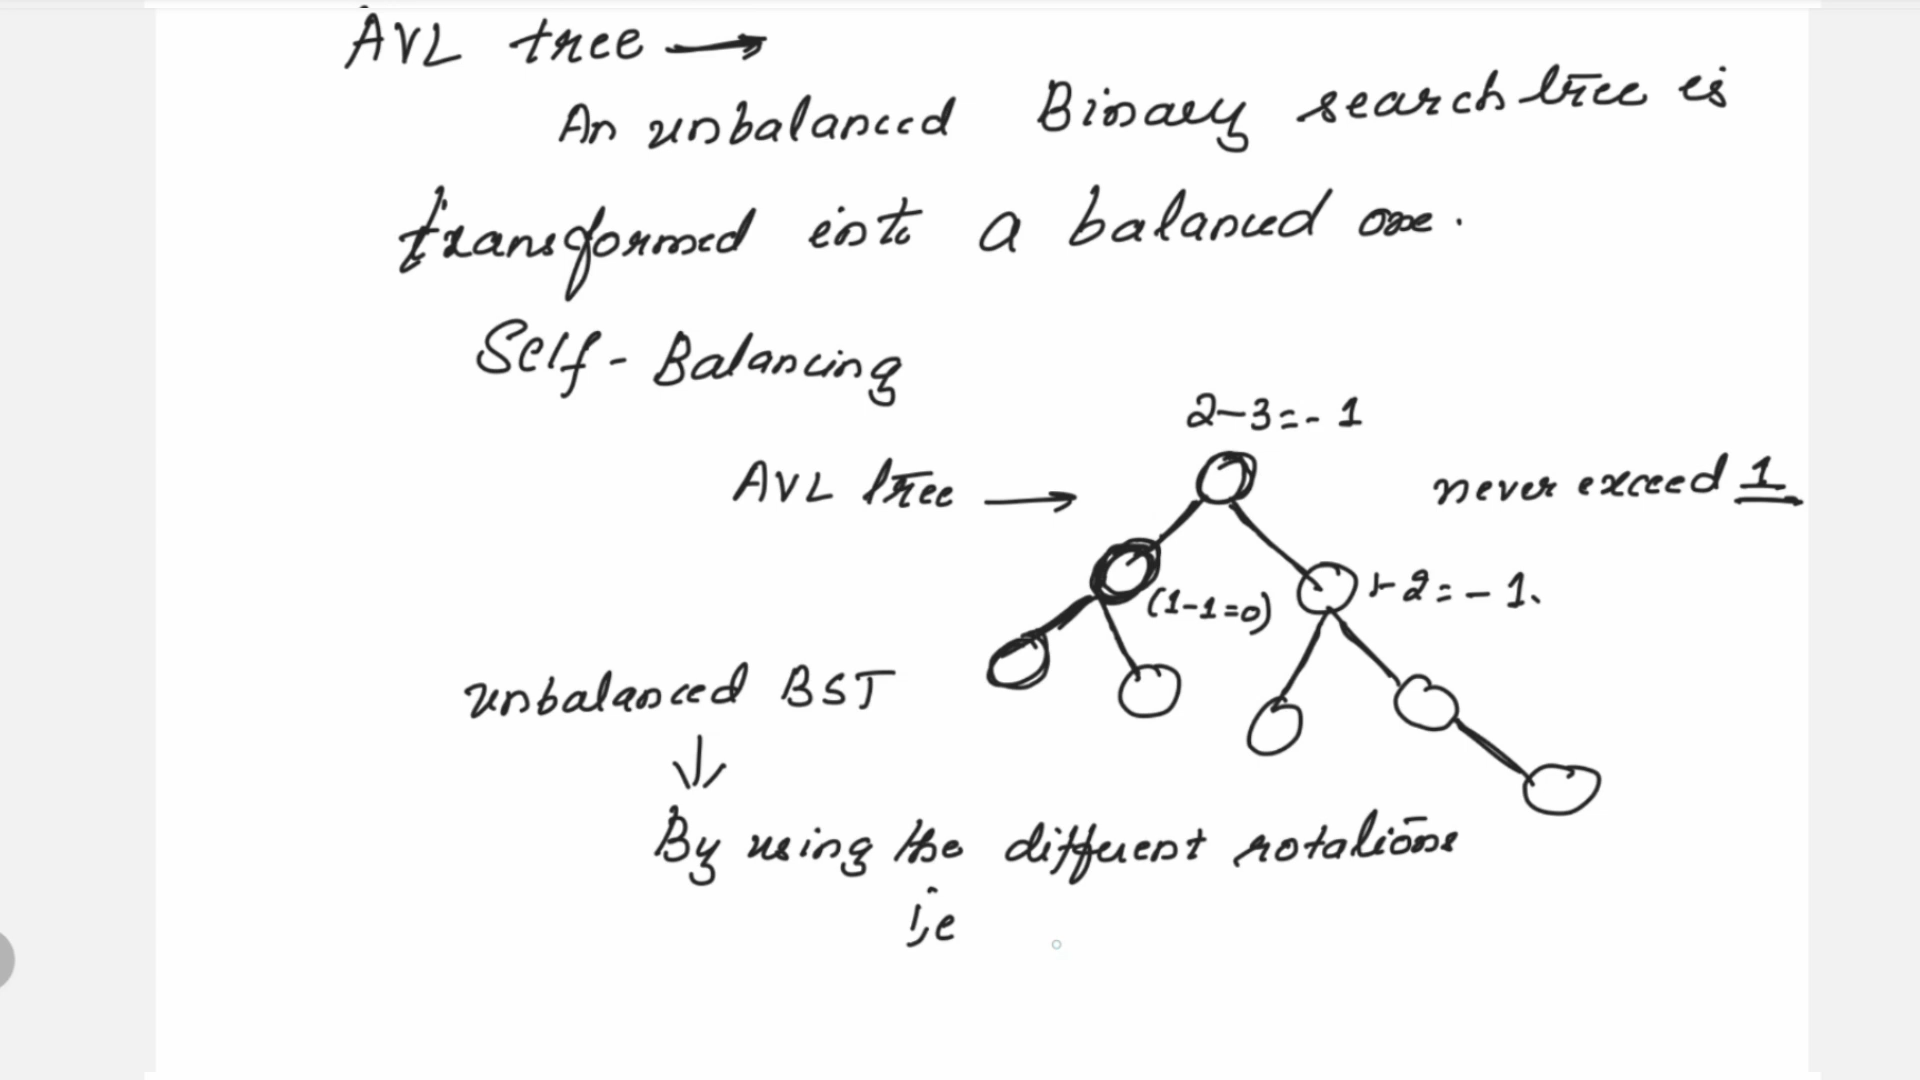 AVL tree →
An unbalanced Binary search tree is
transformed into a balanced one.
Self-Balancing
2-3=-1
AVL tree →
never exceed 1
(1-1=0)
1-2=-1.
unbalanced BST
By using the different rotations
i,e